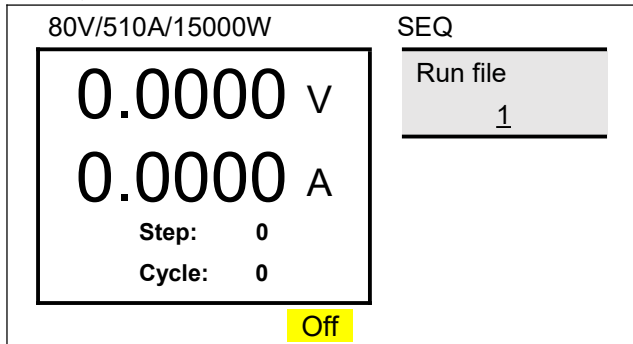 80V/510A/15000W
SEQ
0.0000 V
0.0000 A
Step: 0
Cycle: 0
Run file
1
Off